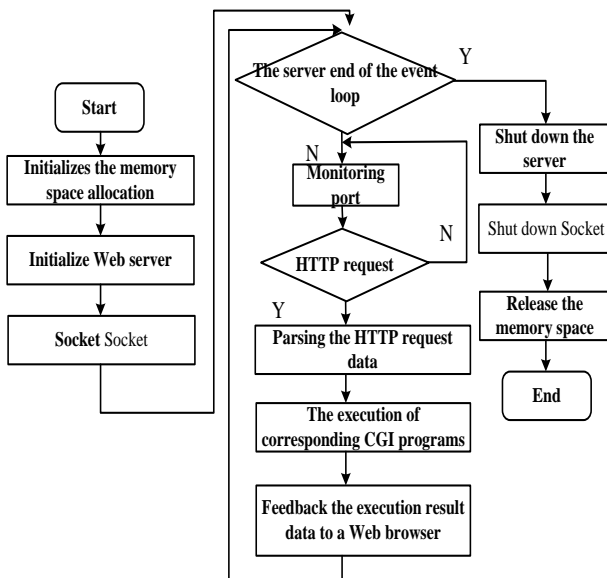 Start
Initializes the memory
space allocation
Initialize Web server
Socket Socket
The server end of the event
loop
Y
N
Monitoring
port
N
HTTP request
Y
Parsing the HTTP request
data
The execution of
corresponding CGI programs
Feedback the execution result
data to a Web browser
Shut down the
server
Shut down Socket
Release the
memory space
End